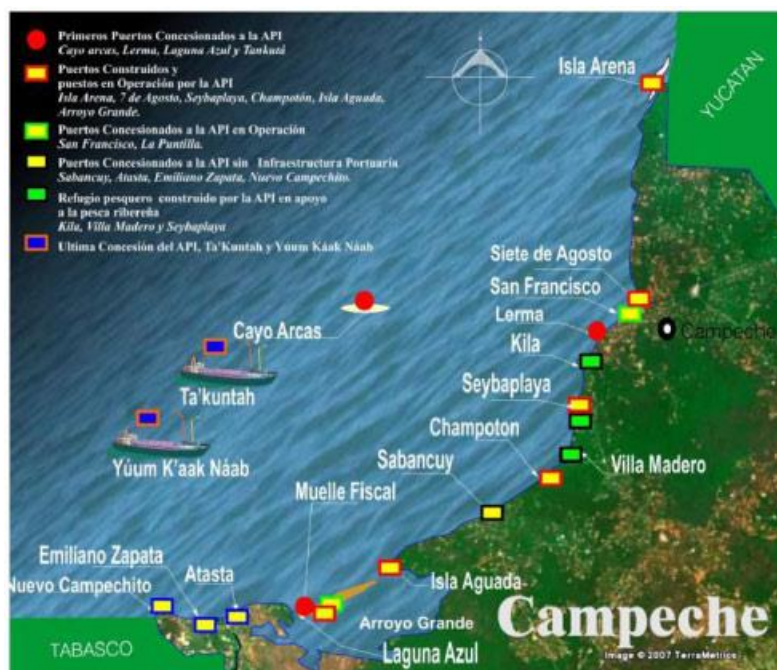 Primeros Puertos Concesionados a la API
Cayo arcas, Lerma, Laguna Azul y Tankutá
Puertos Construidos y
puestos en Operación por la API
Isla Arena, 7 de Agosto, Seybaplaya, Champotón, Isla Aguada,
Arroyo Grande.
Puertos Concesionados a la API en Operación
San Francisco, La Puntilla.
Puertos Concesionados a la API sin Infraestructura Portuaria
Sabancuy, Atasta, Emiliano Zapata, Nuevo Campechito.
Refugio pesquero construido por la API en apoyo
a la pesca ribereña
Kila, Villa Madero y Seybaplaya
Ultima Concesión del API, Ta'Kuntah y Yúum Káak Náab
Isla Arena
YUCATAN
Siete de Agosto
San Francisco
Lerma
Campeche
Kila
Cayo Arcas
Ta'kuntah
Seybaplaya
Yúum K'aak Náab
Champoton
Villa Madero
Sabancuy
Muelle Fiscal
Emiliano Zapata
Atasta
Nuevo Campechito
Isla Aguada
Arroyo Grande
Laguna Azul
TABASCO
Campeche
Image © 2007 TerraMetrics